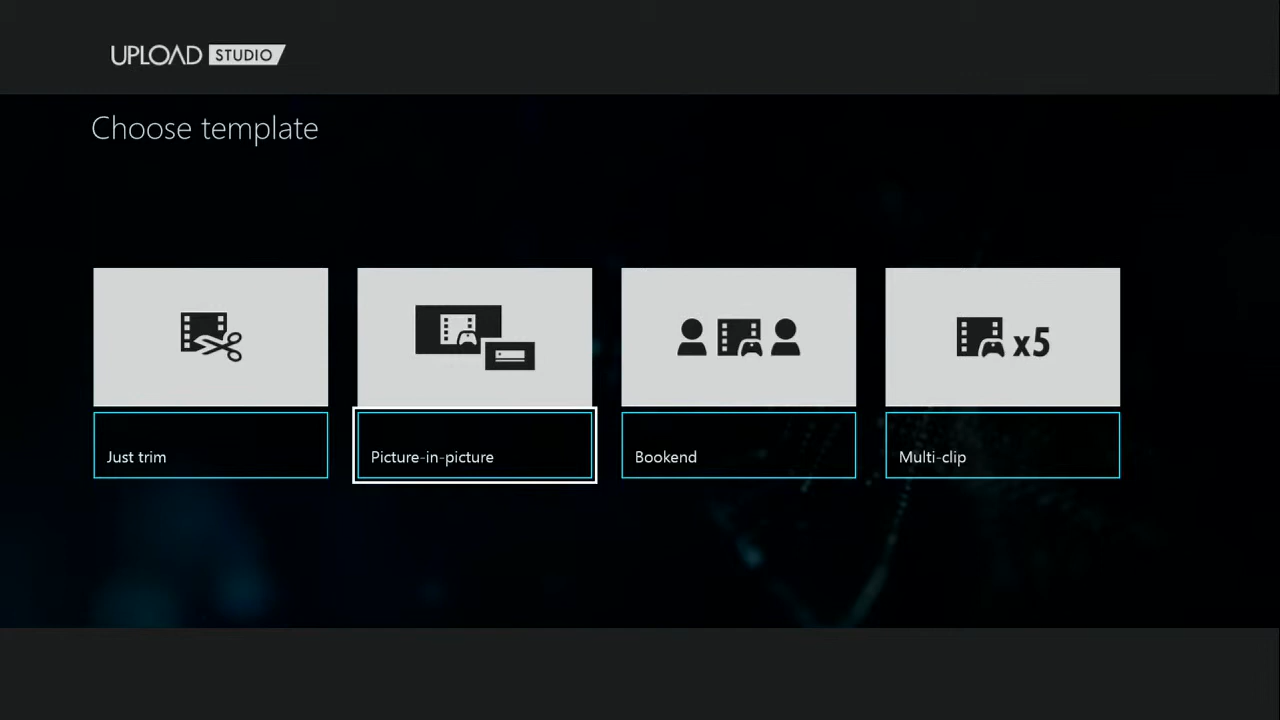 UPLOAD STUDIO
Choose template
x5
Just trim
Picture-in-picture
Bookend
Multi-clip